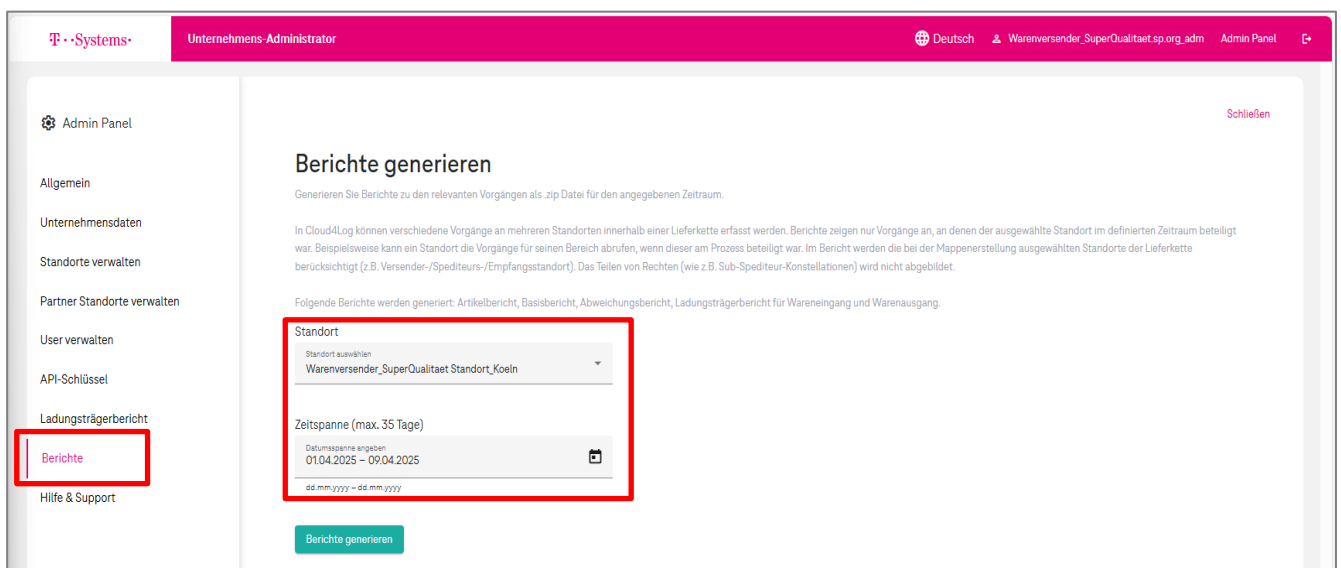 T··Systems·
Unternehmens-Administrator
Deutsch
Warenversender_SuperQualitaet.sp.org_adm
Admin Panel
Schließen
Admin Panel
Allgemein
Unternehmensdaten
Standorte verwalten
Partner Standorte verwalten
User verwalten
API-Schlüssel
Ladungsträgerbericht
Berichte
Hilfe & Support
Berichte generieren
Generieren Sie Berichte zu den relevanten Vorgängen als .zip Datei für den angegebenen Zeitraum.
In Cloud4Log können verschiedene Vorgänge an mehreren Standorten innerhalb einer Lieferkette erfasst werden. Berichte zeigen nur Vorgänge an, an denen der ausgewählte Standort im definierten Zeitraum beteiligt
war. Beispielsweise kann ein Standort die Vorgänge für seinen Bereich abrufen, wenn dieser am Prozess beteiligt war. Im Bericht werden die bei der Mappenerstellung ausgewählten Standorte der Lieferkette
berücksichtigt (z.B. Versender-/Spediteurs-/Empfangsstandort). Das Teilen von Rechten (wie z.B. Sub-Spediteur-Konstellationen) wird nicht abgebildet.
Folgende Berichte werden generiert: Artikelbericht, Basisbericht, Abweichungsbericht, Ladungsträgerbericht für Wareneingang und Warenausgang.
Standort
Standort auswählen
Warenversender_SuperQualitaet Standort_Koeln
Zeitspanne (max. 35 Tage)
Datumsspanne angeben
01.04.2025 – 09.04.2025
dd.mm.yyyy – dd.mm.yyyy
Berichte generieren